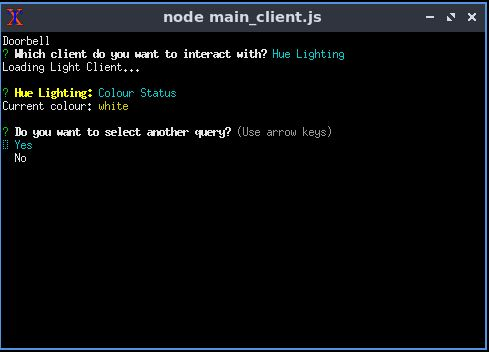 node main_client.js
Doorbell
? Which client do you want to interact with? Hue Lighting
Loading Light Client...
? Hue Lighting: Colour Status
Current colour: white
? Do you want to select another query? (Use arrow keys)
Yes
No